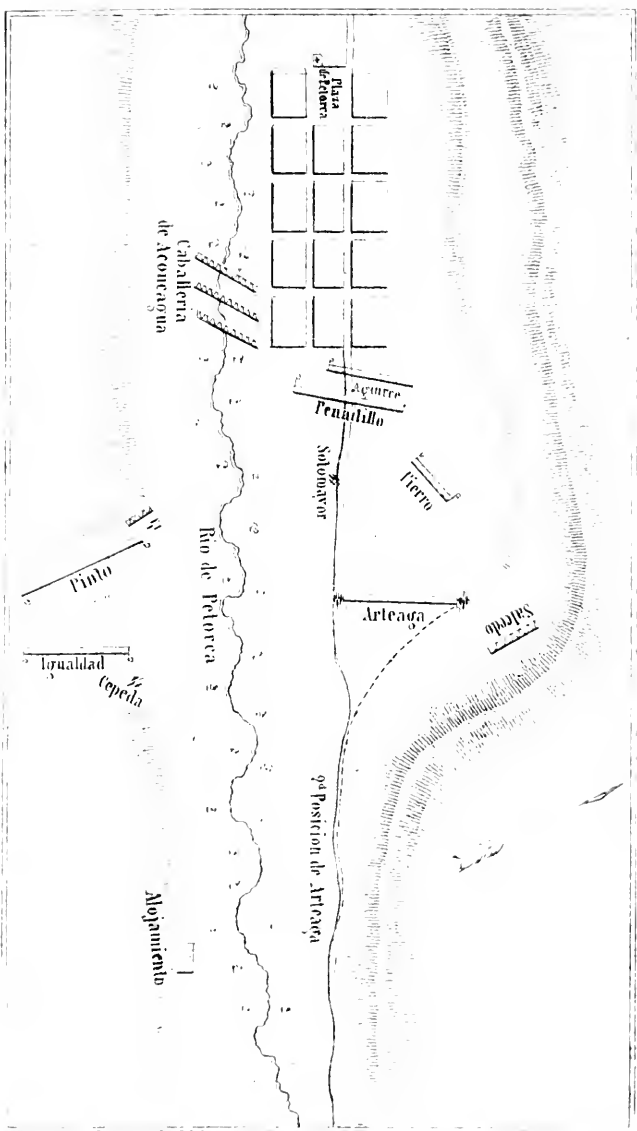 Plaza
de Petorca
Caballeria
de Aconcagua
Aguirre
Penadillo
Sotomayor
Fierro
Rio de Petorca
Pinto
Igualdad
Cepeda
Arteaga
Salcedo
2ª Posicion de Arteaga
Alojamiento